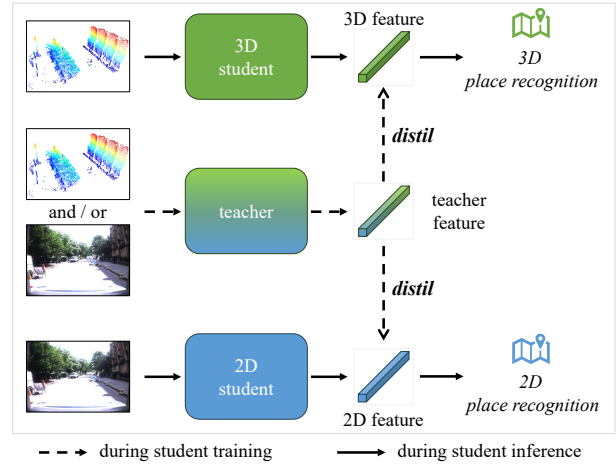 3D feature
3D
student
3D
place recognition
distil
and / or
teacher
teacher
feature
distil
2D
student
2D feature
2D
place recognition
during student training
during student inference